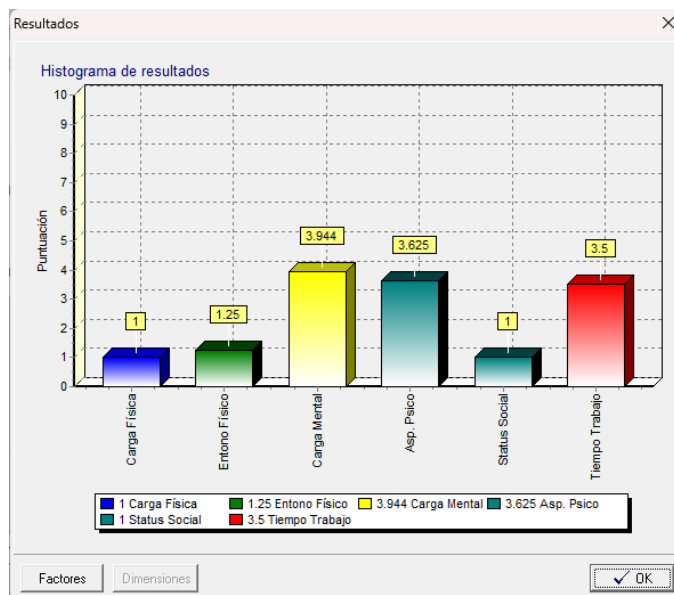 Resultados
Histograma de resultados
Puntuación
10
9
8
7
6
5
4
3
2
1
0
1
1.25
3.944
3.625
1
3.5
Carga Física
Entono Físico
Carga Mental
Asp. Psico
Status Social
Tiempo Trabajo
1 Carga Física 1.25 Entono Físico 3.944 Carga Mental 3.625 Asp. Psico
1 Status Social 3.5 Tiempo Trabajo
Factores Dimensiones OK